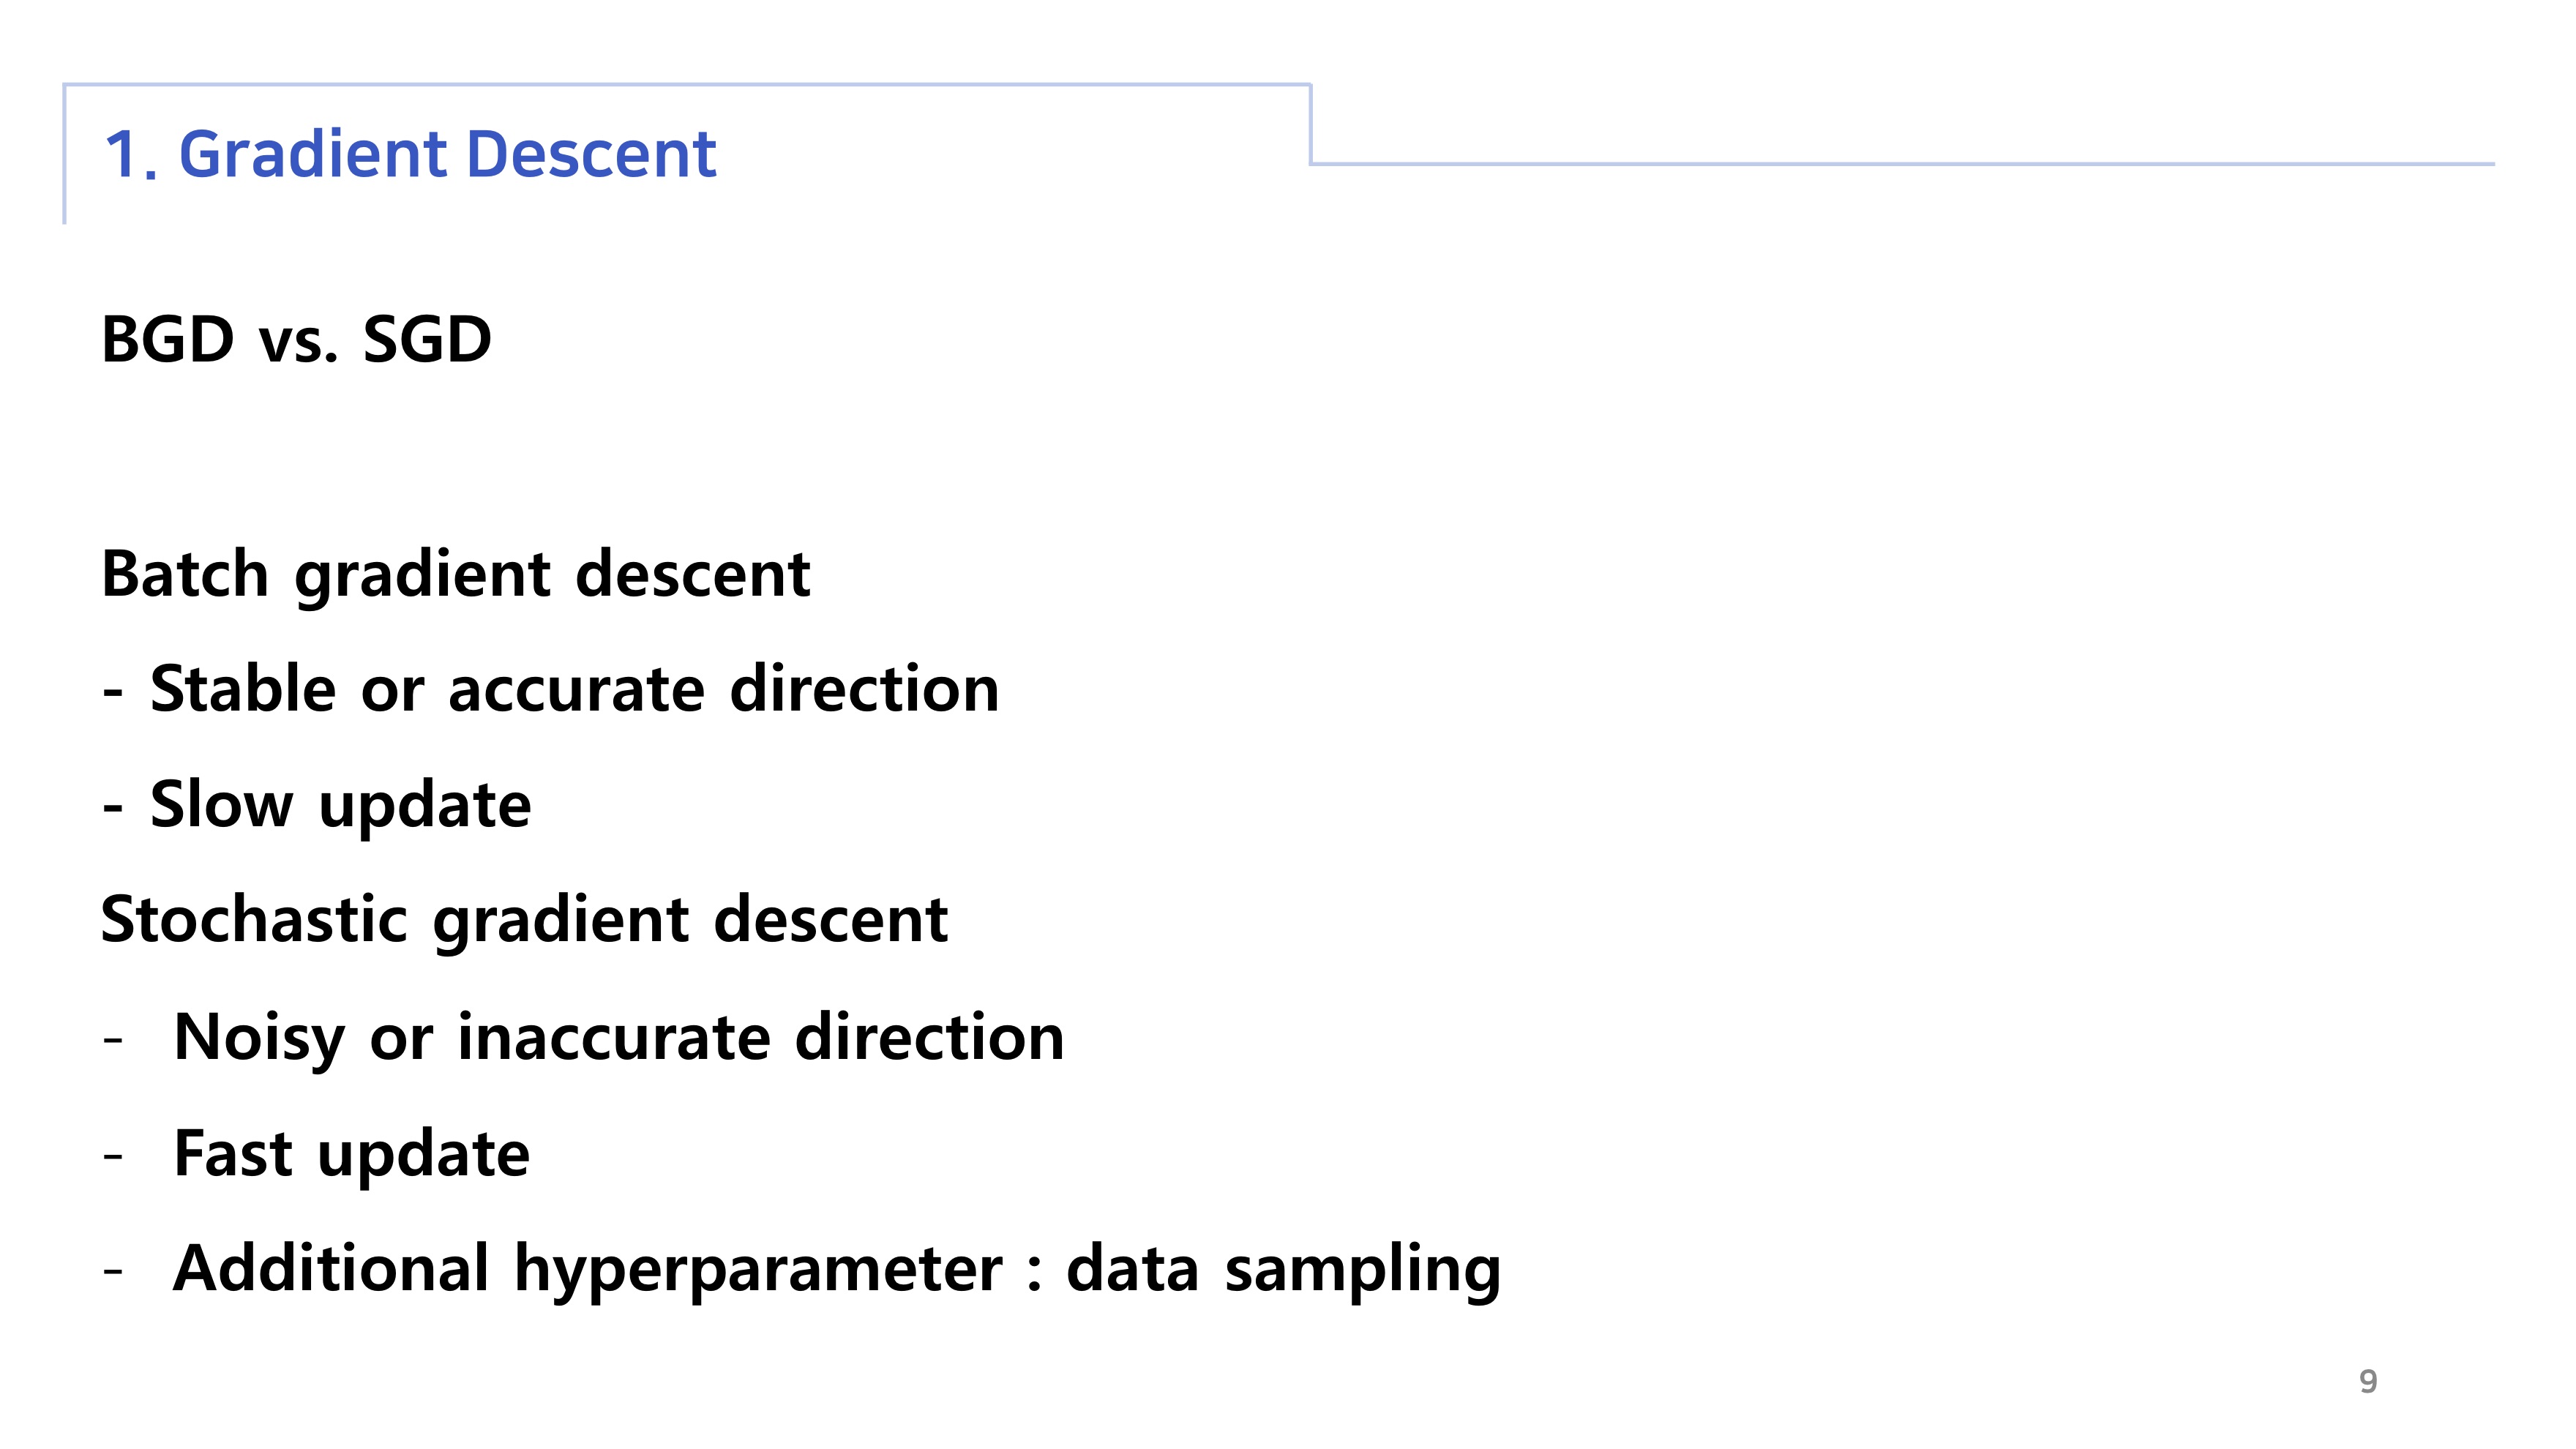 1. Gradient Descent
BGD vs. SGD
Batch gradient descent
- Stable or accurate direction
- Slow update
Stochastic gradient descent
- Noisy or inaccurate direction
- Fast update
- Additional hyperparameter : data sampling
9